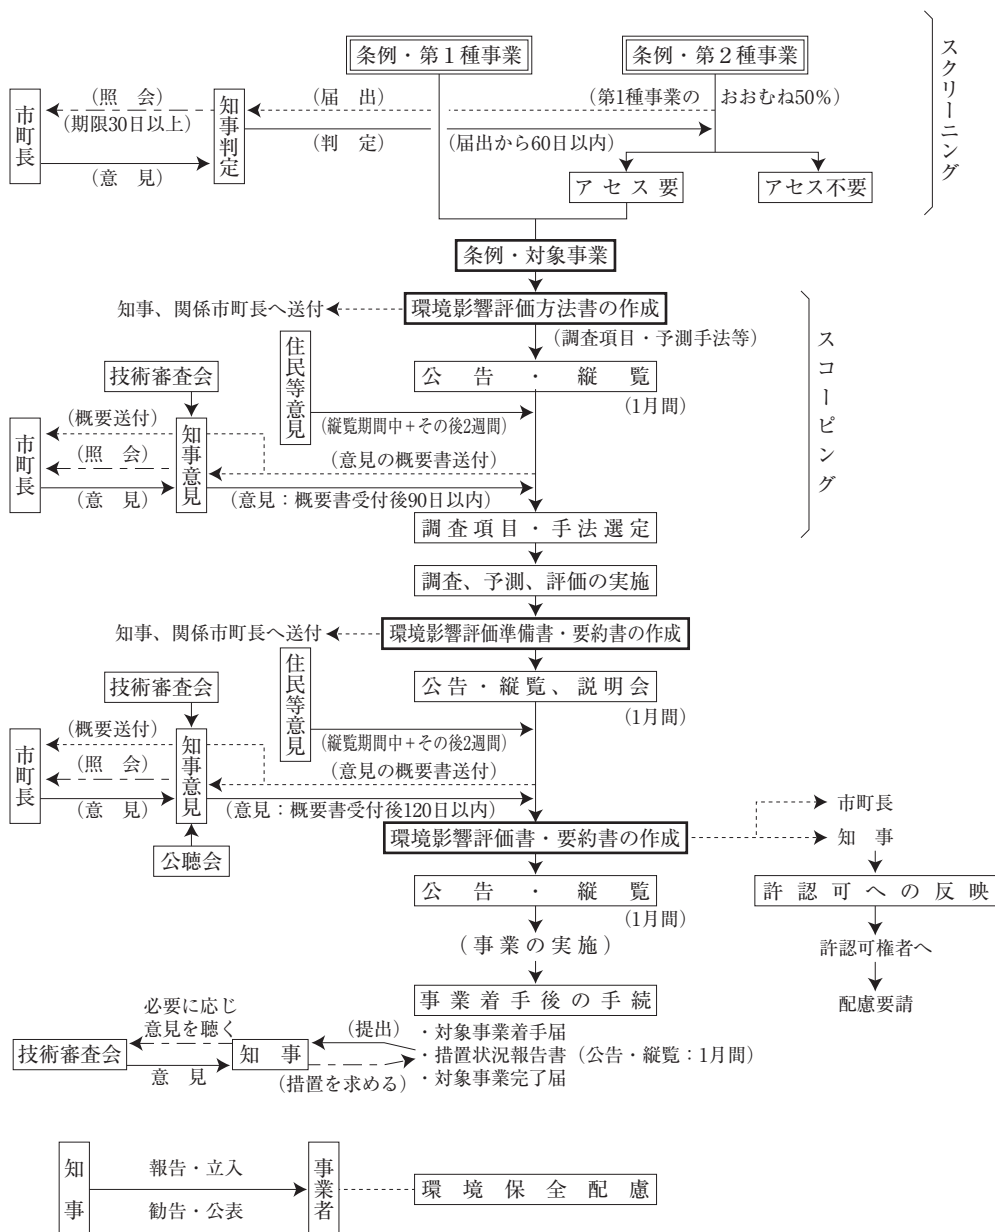 条例・第1種事業
条例・第2種事業
スクリーニング
市町長
(照 会)
(期限30日以上)
(意 見)
知事判定
(届 出)
(判 定)
(第1種事業の おおむね50%)
(届出から60日以内)
アセス要
アセス不要
条例・対象事業
知事、関係市町長へ送付
環境影響評価方法書の作成
(調査項目・予測手法等)
スコーピング
住民等意見
公告・縦覧
(1月間)
技術審査会
(縦覧期間中+その後2週間)
市町長
(概要送付)
(照 会)
(意 見)
知事意見
(意見の概要書送付)
(意見:概要書受付後90日以内)
調査項目・手法選定
調査、予測、評価の実施
知事、関係市町長へ送付
環境影響評価準備書・要約書の作成
住民等意見
公告・縦覧、説明会
(1月間)
技術審査会
(縦覧期間中+その後2週間)
市町長
(概要送付)
(照 会)
(意 見)
知事意見
(意見の概要書送付)
(意見:概要書受付後120日以内)
公聴会
環境影響評価書・要約書の作成
市町長
知 事
公告・縦覧
(1月間)
許認可への反映
(事業の実施)
許認可権者へ
配慮要請
事業着手後の手続
必要に応じ
意見を聴く
技術審査会
意 見
知 事
(提出)
(措置を求める)
・対象事業着手届
・措置状況報告書(公告・縦覧:1月間)
・対象事業完了届
知事
報告・立入
勧告・公表
事業者
環境保全配慮